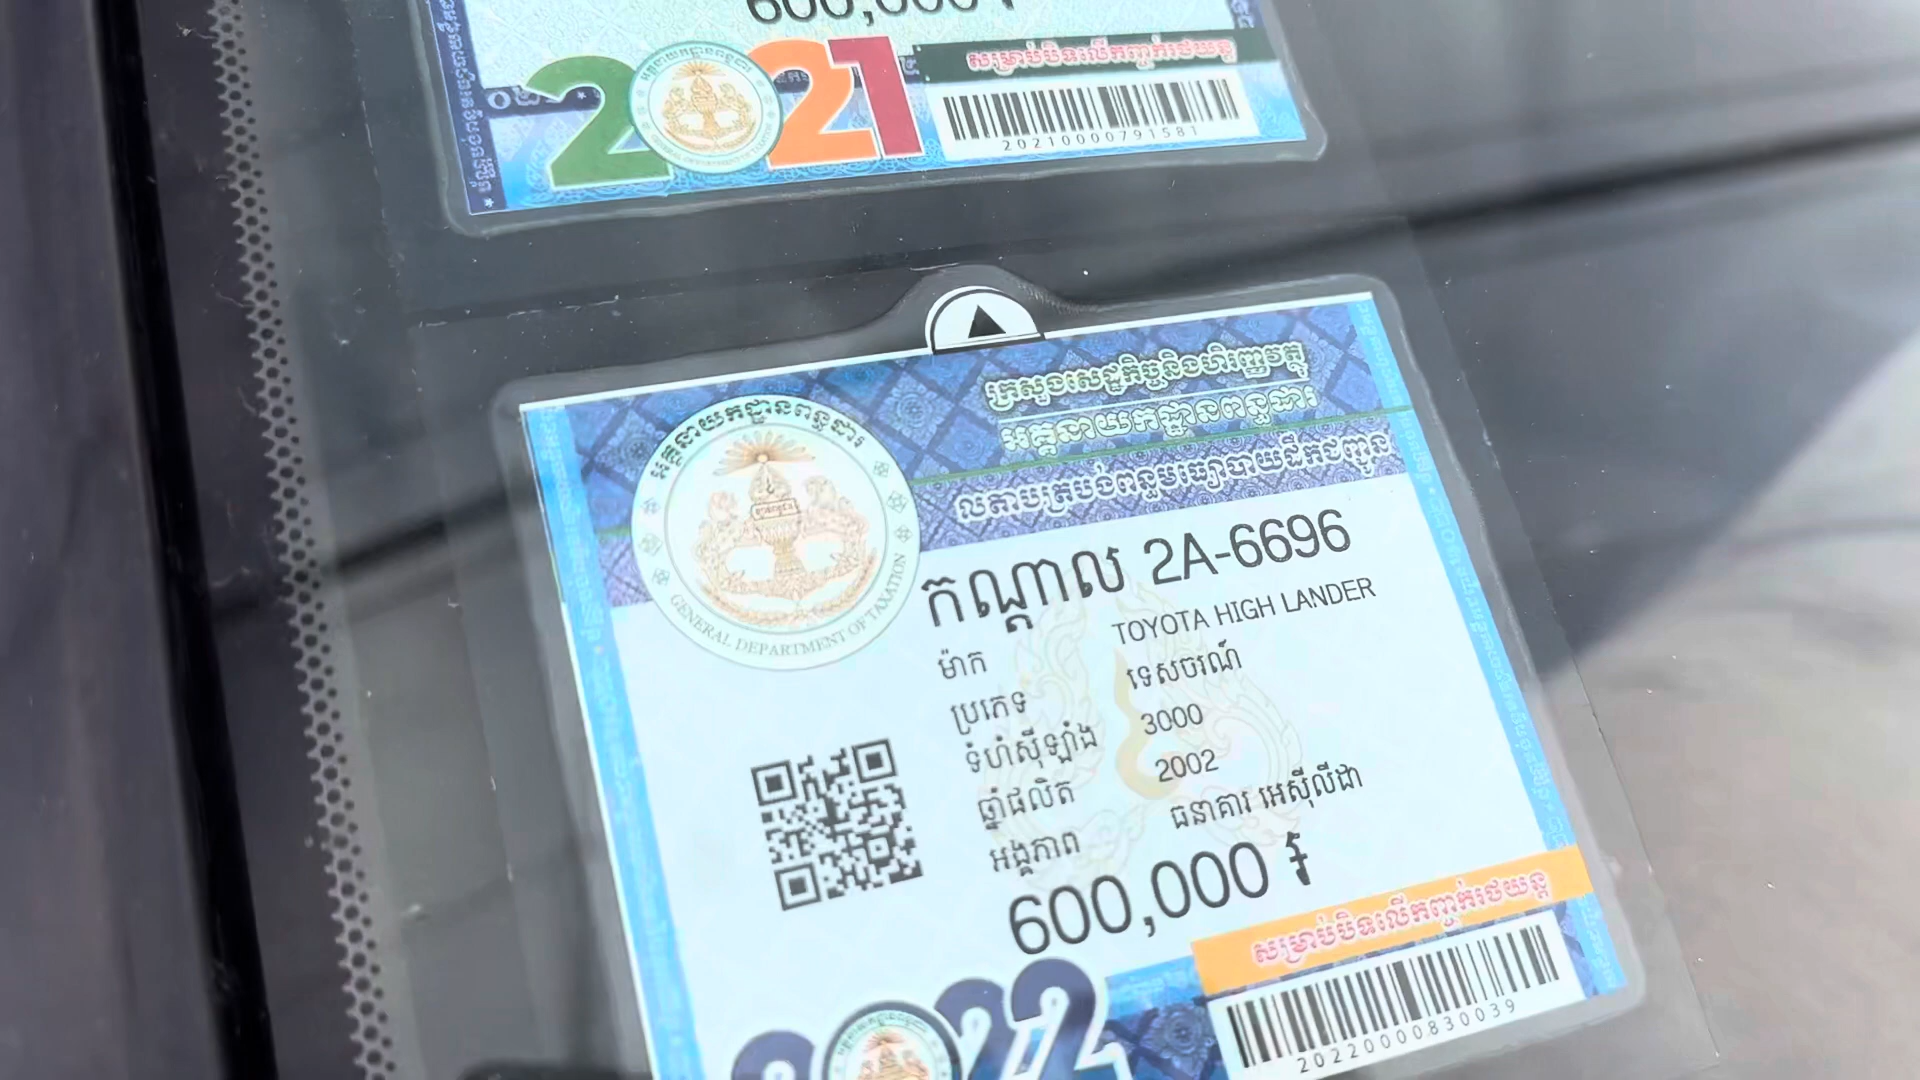 600,000 ៛
2021
សម្រាប់បិទលើកញ្ចក់រថយន្ត
20210000791581
ក្រសួងសេដ្ឋកិច្ចនិងហិរញ្ញវត្ថុ
អគ្គនាយកដ្ឋានពន្ធដារ
លតាបត្របង់ពន្ធមធ្យោបាយដឹកជញ្ជូន
អគ្គនាយកដ្ឋានពន្ធដារ
GENERAL DEPARTMENT OF TAXATION
កណ្តាល 2A-6696
ម៉ាក TOYOTA HIGH LANDER
ប្រភេទ ទេសចរណ៍
ទំហំស៊ីឡាំង 3000
ឆ្នាំផលិត 2002
អង្គភាព ធនាគារ អេស៊ីលីដា
600,000 ៛
សម្រាប់បិទលើកញ្ចក់រថយន្ត
2022
20220000830039